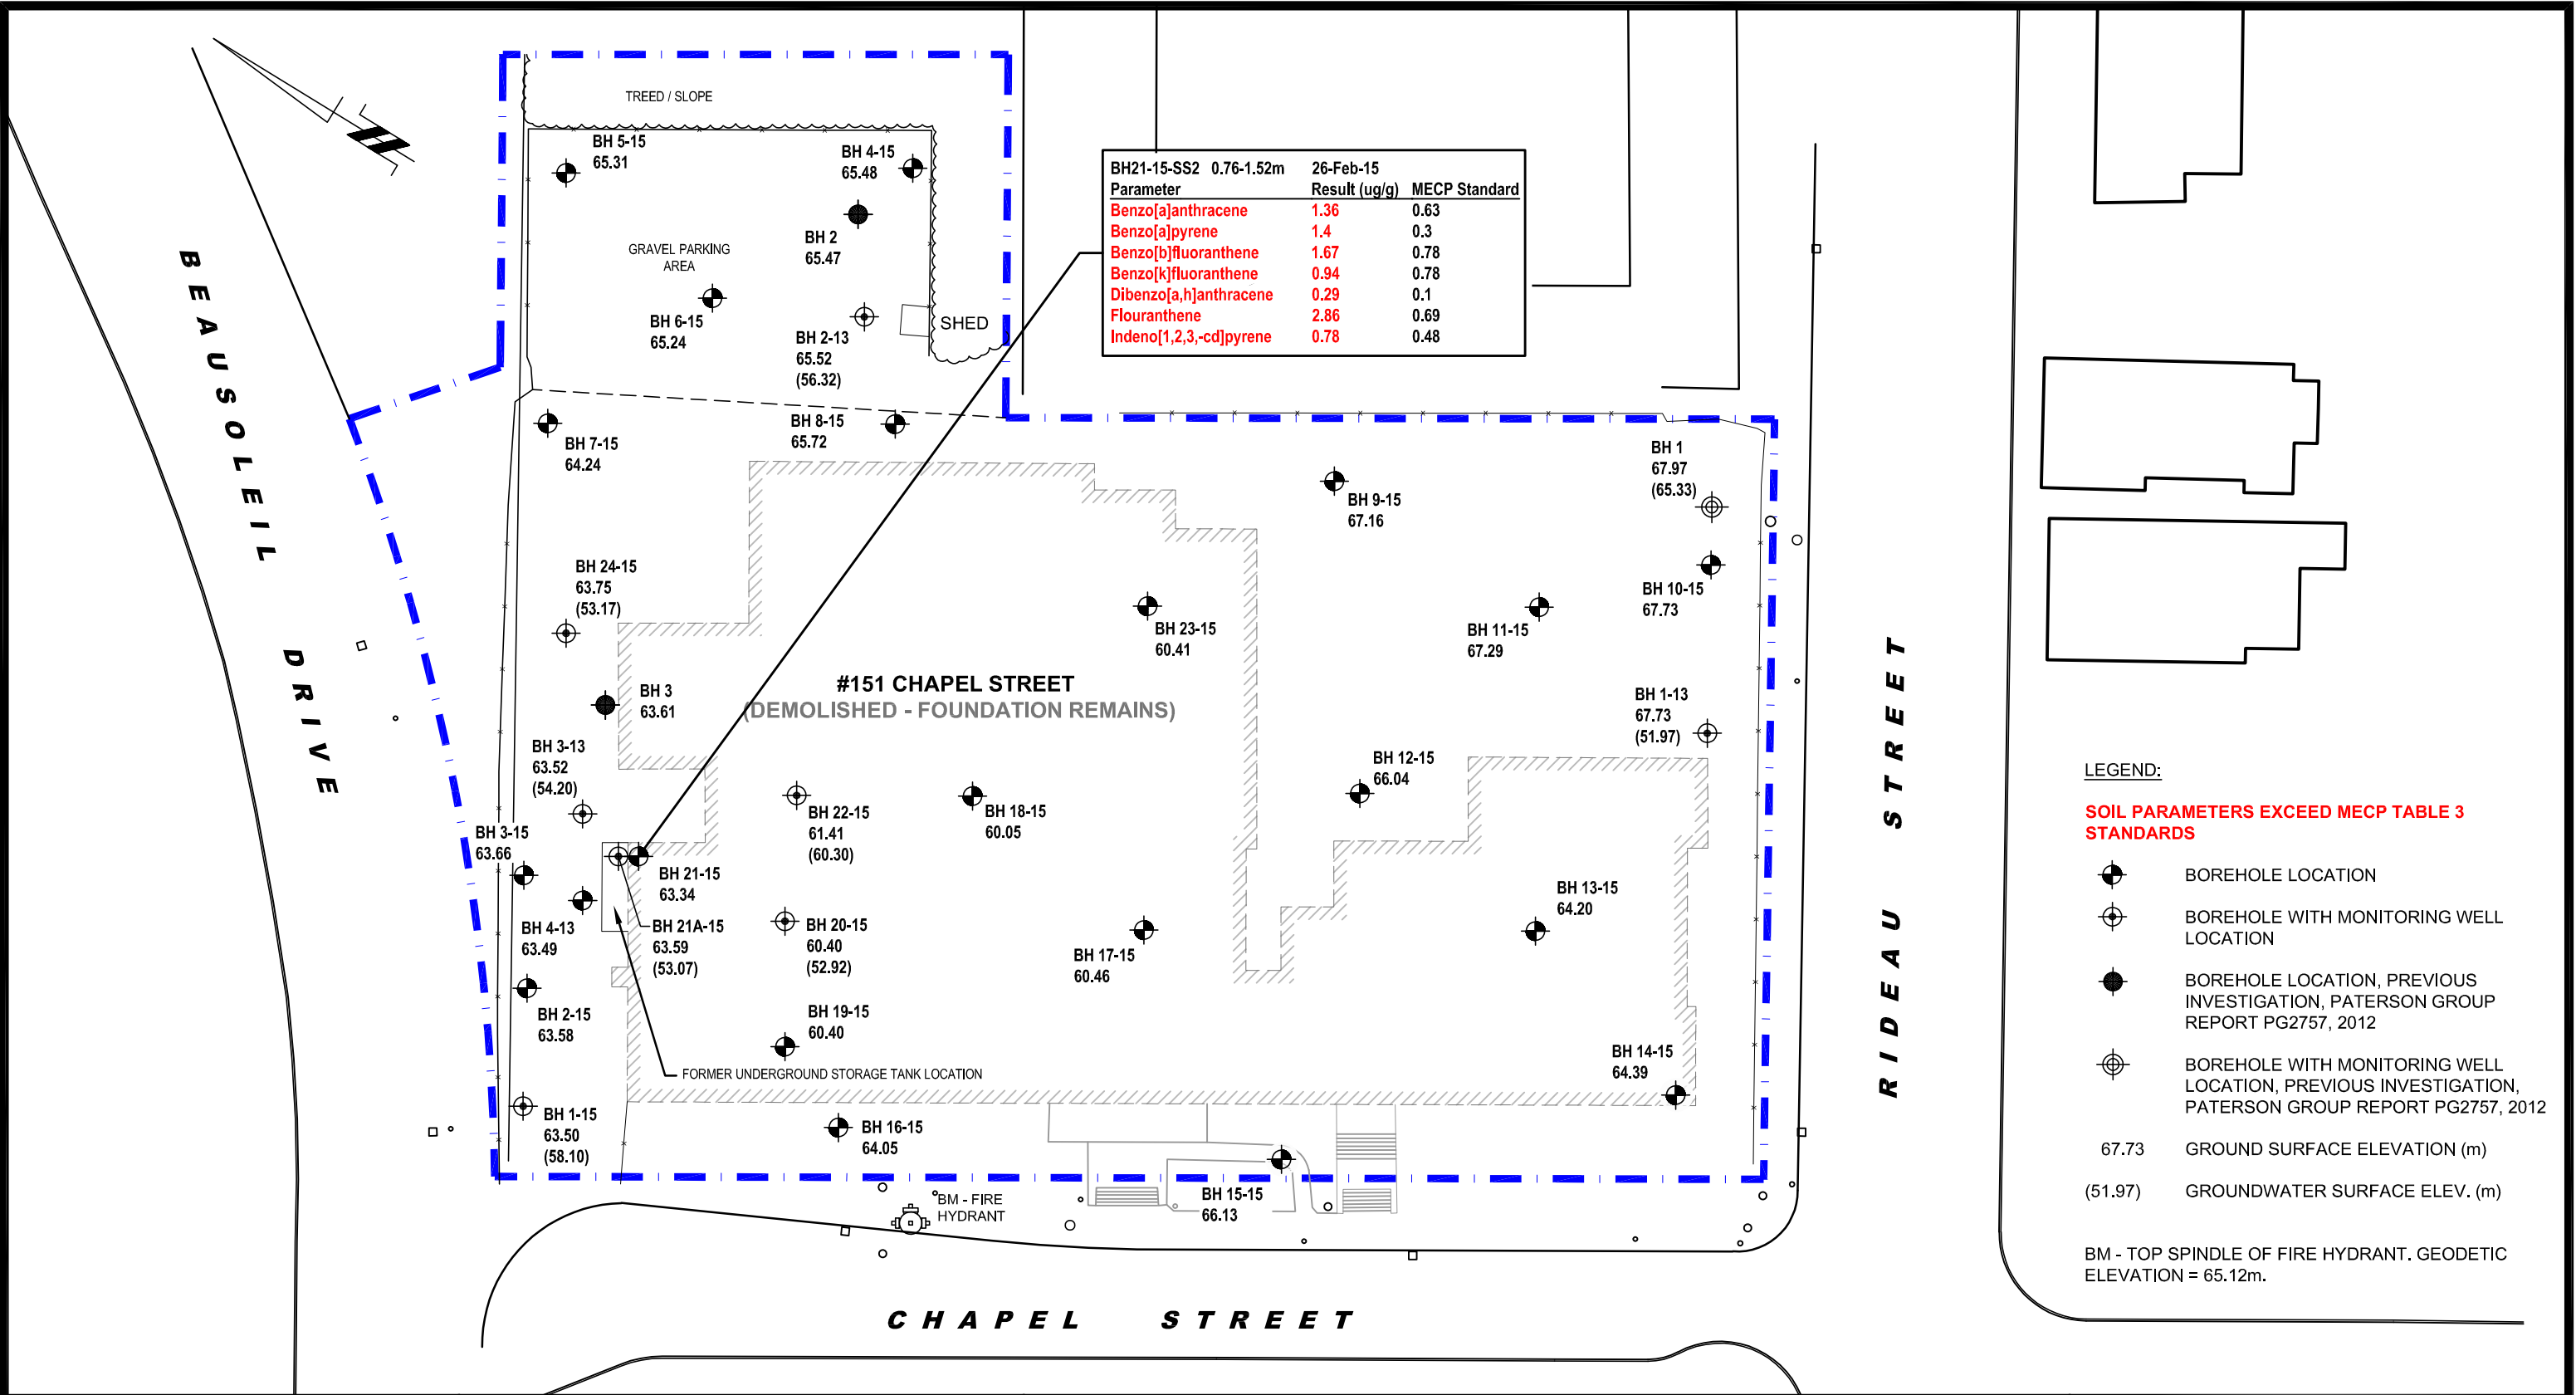 TREED / SLOPE
BH 5-15
65.31
BH 4-15
65.48
BH 2
65.47
GRAVEL PARKING
AREA
BH 6-15
65.24
BH 2-13
65.52
(56.32)
SHED
BH21-15-SS2 0.76-1.52m 26-Feb-15
Parameter Result (ug/g) MECP Standard
Benzo[a]anthracene 1.36 0.63
Benzo[a]pyrene 1.4 0.3
Benzo[b]fluoranthene 1.67 0.78
Benzo[k]fluoranthene 0.94 0.78
Dibenzo[a,h]anthracene 0.29 0.1
Flouranthene 2.86 0.69
Indeno[1,2,3,-cd]pyrene 0.78 0.48
BEAUSOLEIL DRIVE
BH 7-15
64.24
BH 8-15
65.72
BH 9-15
67.16
BH 1
67.97
(65.33)
BH 10-15
67.73
BH 24-15
63.75
(53.17)
BH 23-15
60.41
BH 11-15
67.29
BH 3
63.61
#151 CHAPEL STREET
(DEMOLISHED - FOUNDATION REMAINS)
BH 1-13
67.73
(51.97)
BH 3-13
63.52
(54.20)
BH 12-15
66.04
BH 22-15
61.41
(60.30)
BH 18-15
60.05
BH 3-15
63.66
BH 21-15
63.34
BH 13-15
64.20
BH 4-13
63.49
BH 21A-15
63.59
(53.07)
BH 20-15
60.40
(52.92)
BH 17-15
60.46
BH 2-15
63.58
BH 19-15
60.40
FORMER UNDERGROUND STORAGE TANK LOCATION
BH 14-15
64.39
BH 1-15
63.50
(58.10)
BH 16-15
64.05
BH 15-15
66.13
BM - FIRE
HYDRANT
CHAPEL STREET
RIDEAU STREET
LEGEND:
SOIL PARAMETERS EXCEED MECP TABLE 3
STANDARDS
BOREHOLE LOCATION
BOREHOLE WITH MONITORING WELL
LOCATION
BOREHOLE LOCATION, PREVIOUS
INVESTIGATION, PATERSON GROUP
REPORT PG2757, 2012
BOREHOLE WITH MONITORING WELL
LOCATION, PREVIOUS INVESTIGATION,
PATERSON GROUP REPORT PG2757, 2012
67.73 GROUND SURFACE ELEVATION (m)
(51.97) GROUNDWATER SURFACE ELEV. (m)
BM - TOP SPINDLE OF FIRE HYDRANT. GEODETIC
ELEVATION = 65.12m.